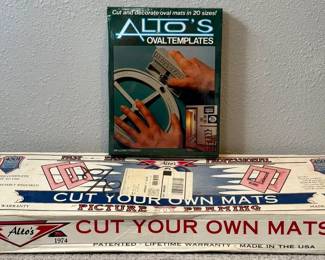 Cut and decorate oval mats in 20 sizes!
ALTO'S
OVAL TEMPLATES
PROFESSIONAL
Alto's
CUT YOUR OWN MATS
PICTURE FRAMING
Alto's
1974
CUT YOUR OWN MATS
PATENTED - LIFETIME WARRANTY - MADE IN THE USA